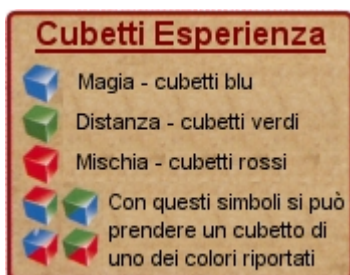 Cubetti Esperienza
Magia - cubetti blu
Distanza - cubetti verdi
Mischia - cubetti rossi
Con questi simboli si può
prendere un cubetto di
uno dei colori riportati